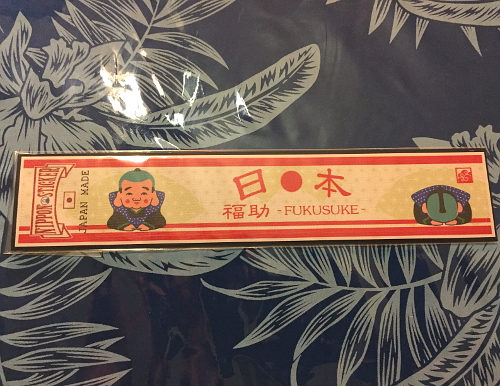 NIPPON STICKER
JAPAN MADE
日本
福助 -FUKUSUKE-